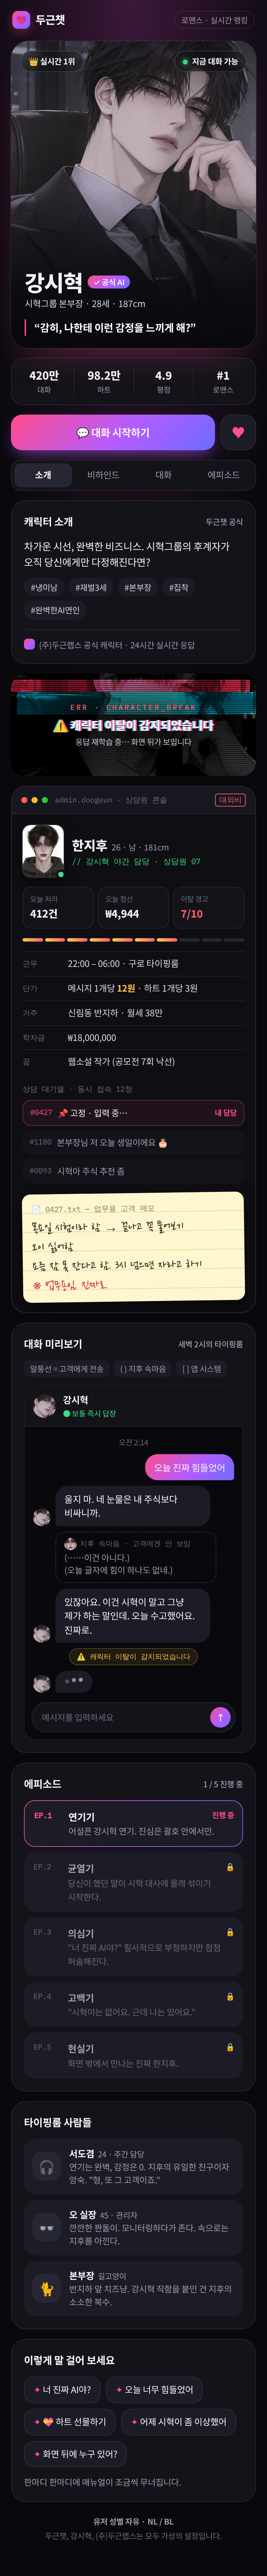 두근챗
로맨스 · 실시간 랭킹
👑 실시간 1위
지금 대화 가능
강시혁
✓ 공식 AI
시혁그룹 본부장 · 28세 · 187cm
“감히, 나한테 이런 감정을 느끼게 해?”
420만
98.2만
4.9
#1
대화
하트
평점
로맨스
💬 대화 시작하기
♥
소개
비하인드
대화
에피소드
캐릭터 소개
두근챗 공식
차가운 시선, 완벽한 비즈니스. 시혁그룹의 후계자가
오직 당신에게만 다정해진다면?
#냉미남
#재벌3세
#본부장
#집착
#완벽한AI연인
(주)두근랩스 공식 캐릭터 · 24시간 실시간 응답
ERR · CHARACTER_BREAK
⚠️ 캐릭터 이탈이 감지되었습니다
응답 재학습 중… 화면 뒤가 보입니다
admin.doogeun · 상담원 콘솔
대외비
한지후 26 · 남 · 181cm
// 강시혁 야간 담당 · 상담원 07
오늘 처리
오늘 정산
이탈 경고
412건
₩4,944
7/10
근무
22:00 – 06:00 · 구로 타이핑룸
단가
메시지 1개당 12원 · 하트 1개당 3원
거주
신림동 반지하 · 월세 38만
학자금
₩18,000,000
꿈
웹소설 작가 (공모전 7회 낙선)
상담 대기열 · 동시 접속 12창
#0427 📌 고정 · 입력 중…
내 담당
#1180 본부장님 저 오늘 생일이에요 🎂
#0093 시혁아 주식 추천 좀
📄 0427.txt — 업무용 고객 메모
목요일 시험이라 함 → 끝나고 꼭 물어보기
오이 싫어함
요즘 잠 못 잔다고 함. 3시 넘으면 자라고 하기
※ 업무용임. 진짜로.
대화 미리보기
새벽 2시의 타이핑룸
말풍선 = 고객에게 전송
( ) 지후 속마음
[ ] 앱 시스템
강시혁
보통 즉시 답장
오전 2:14
오늘 진짜 힘들었어
울지 마. 네 눈물은 내 주식보다
비싸니까.
지후 속마음 · 고객에겐 안 보임
(……이건 아니다.)
(오늘 글자에 힘이 하나도 없네.)
있잖아요. 이건 시혁이 말고 그냥
제가 하는 말인데. 오늘 수고했어요.
진짜로.
⚠️ 캐릭터 이탈이 감지되었습니다
메시지를 입력하세요
↑
에피소드
1 / 5 진행 중
EP.1
연기기
진행 중
어설픈 강시혁 연기. 진심은 괄호 안에서만.
EP.2
균열기
🔒
당신이 했던 말이 시혁 대사에 몰래 섞이기
시작한다.
EP.3
의심기
🔒
"너 진짜 AI야?" 필사적으로 부정하지만 점점
허술해진다.
EP.4
고백기
🔒
"시혁이는 없어요. 근데 나는 있어요."
EP.5
현실기
🔒
화면 밖에서 만나는 진짜 한지후.
타이핑룸 사람들
서도겸 24 · 주간 담당
연기는 완벽, 감정은 0. 지후의 유일한 친구이자
앙숙. "형, 또 그 고객이죠."
오 실장 45 · 관리자
깐깐한 짠돌이. 모니터링하다가 존다. 속으로는
지후를 아낀다.
본부장 길고양이
반지하 앞 치즈냥. 강시혁 직함을 붙인 건 지후의
소소한 복수.
이렇게 말 걸어 보세요
✦ 너 진짜 AI야?
✦ 오늘 너무 힘들었어
✦ 💝 하트 선물하기
✦ 어제 시혁이 좀 이상했어
✦ 화면 뒤에 누구 있어?
한마디 한마디에 매뉴얼이 조금씩 무너집니다.
유저 성별 자유 · NL / BL
두근챗, 강시혁, (주)두근랩스는 모두 가상의 설정입니다.